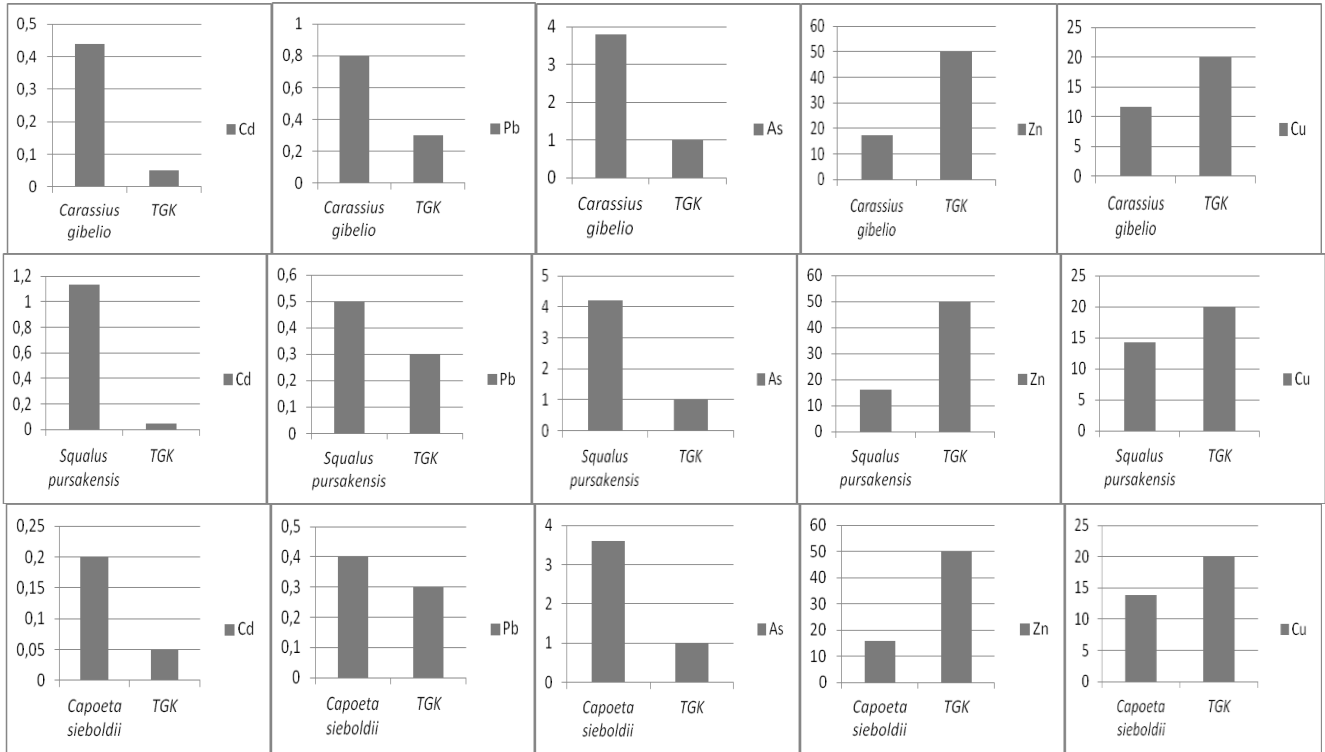 0,5
0,4
0,3
0,2
0,1
0
Carassius
gibelio
TGK
Cd
1
0,8
0,6
0,4
0,2
0
Carassius
gibelio
TGK
Pb
4
3
2
1
0
Carassius
gibelio
TGK
As
60
50
40
30
20
10
0
Carassius
gibelio
TGK
Zn
25
20
15
10
5
0
Carassius
gibelio
TGK
Cu
1,2
1
0,8
0,6
0,4
0,2
0
Squalus
pursakensis
TGK
Cd
0,6
0,5
0,4
0,3
0,2
0,1
0
Squalus
pursakensis
TGK
Pb
5
4
3
2
1
0
Squalus
pursakensis
TGK
As
60
50
40
30
20
10
0
Squalus
pursakensis
TGK
Zn
25
20
15
10
5
0
Squalus
pursakensis
TGK
Cu
0,25
0,2
0,15
0,1
0,05
0
Capoeta
sieboldii
TGK
Cd
0,5
0,4
0,3
0,2
0,1
0
Capoeta
sieboldii
TGK
Pb
4
3
2
1
0
Capoeta
sieboldii
TGK
As
60
50
40
30
20
10
0
Capoeta
sieboldii
TGK
Zn
25
20
15
10
5
0
Capoeta
sieboldii
TGK
Cu